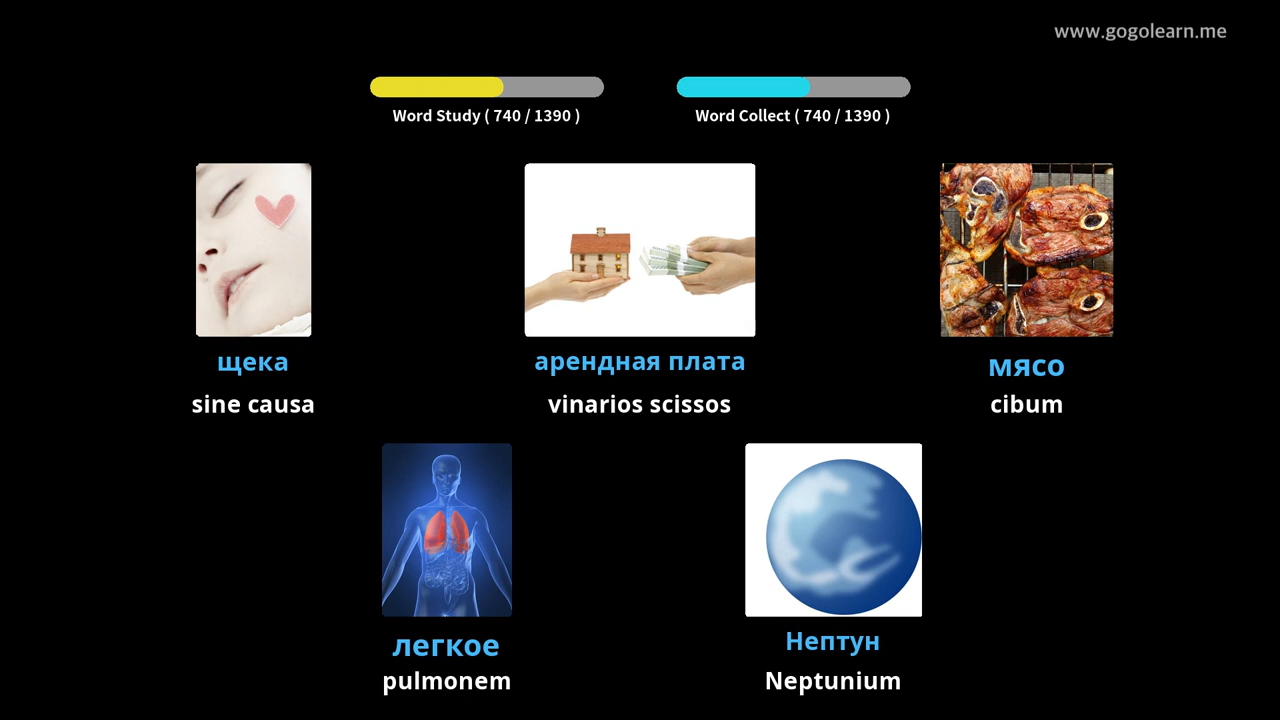 www.gogolearn.me
Word Study ( 740 / 1390 )
Word Collect ( 740 / 1390 )
щека
арендная плата
мясо
sine causa
vinarios scissos
cibum
легкое
Нептун
pulmonem
Neptunium